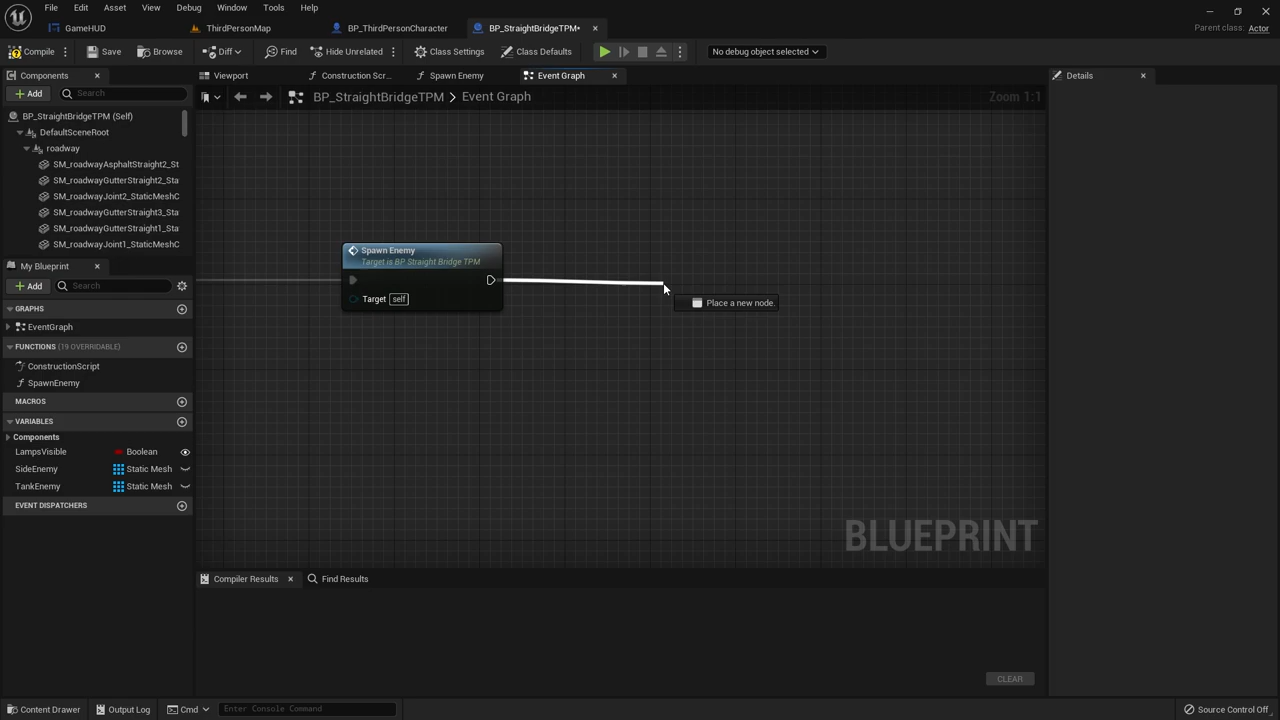 File Edit Asset View Debug Window Tools Help
GameHUD ThirdPersonMap BP_ThirdPersonCharacter BP_StraightBridgeTPM• Parent class: Actor
Compile Save Browse Diff Find Hide Unrelated Class Settings Class Defaults No debug object selected
Components Viewport Construction Scr... Spawn Enemy Event Graph Details
Add Search BP_StraightBridgeTPM > Event Graph Zoom 1:1
BP_StraightBridgeTPM (Self)
DefaultSceneRoot
roadway
SM_roadwayAsphaltStraight2_St
SM_roadwayGutterStraight2_Sta
SM_roadwayJoint2_StaticMeshC
SM_roadwayGutterStraight3_Sta
SM_roadwayGutterStraight1_Sta
SM_roadwayJoint1_StaticMeshC
Spawn Enemy
Target is BP Straight Bridge TPM
Target self
Place a new node.
My Blueprint
Add Search
GRAPHS
EventGraph
FUNCTIONS (19 OVERRIDABLE)
ConstructionScript
SpawnEnemy
MACROS
VARIABLES
Components
LampsVisible Boolean
SideEnemy Static Mesh
TankEnemy Static Mesh
EVENT DISPATCHERS
BLUEPRINT
Compiler Results Find Results
CLEAR
Content Drawer Output Log Cmd Enter Console Command Source Control Off